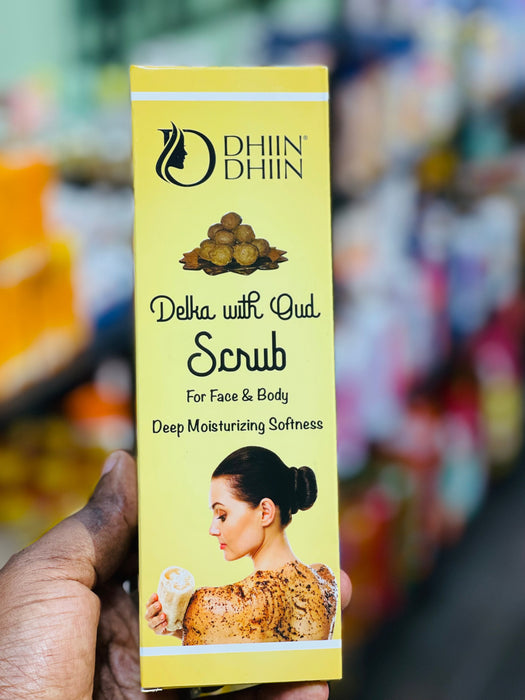 DHIIN®
DHIIN
Delka with Oud
Scrub
For Face & Body
Deep Moisturizing Softness